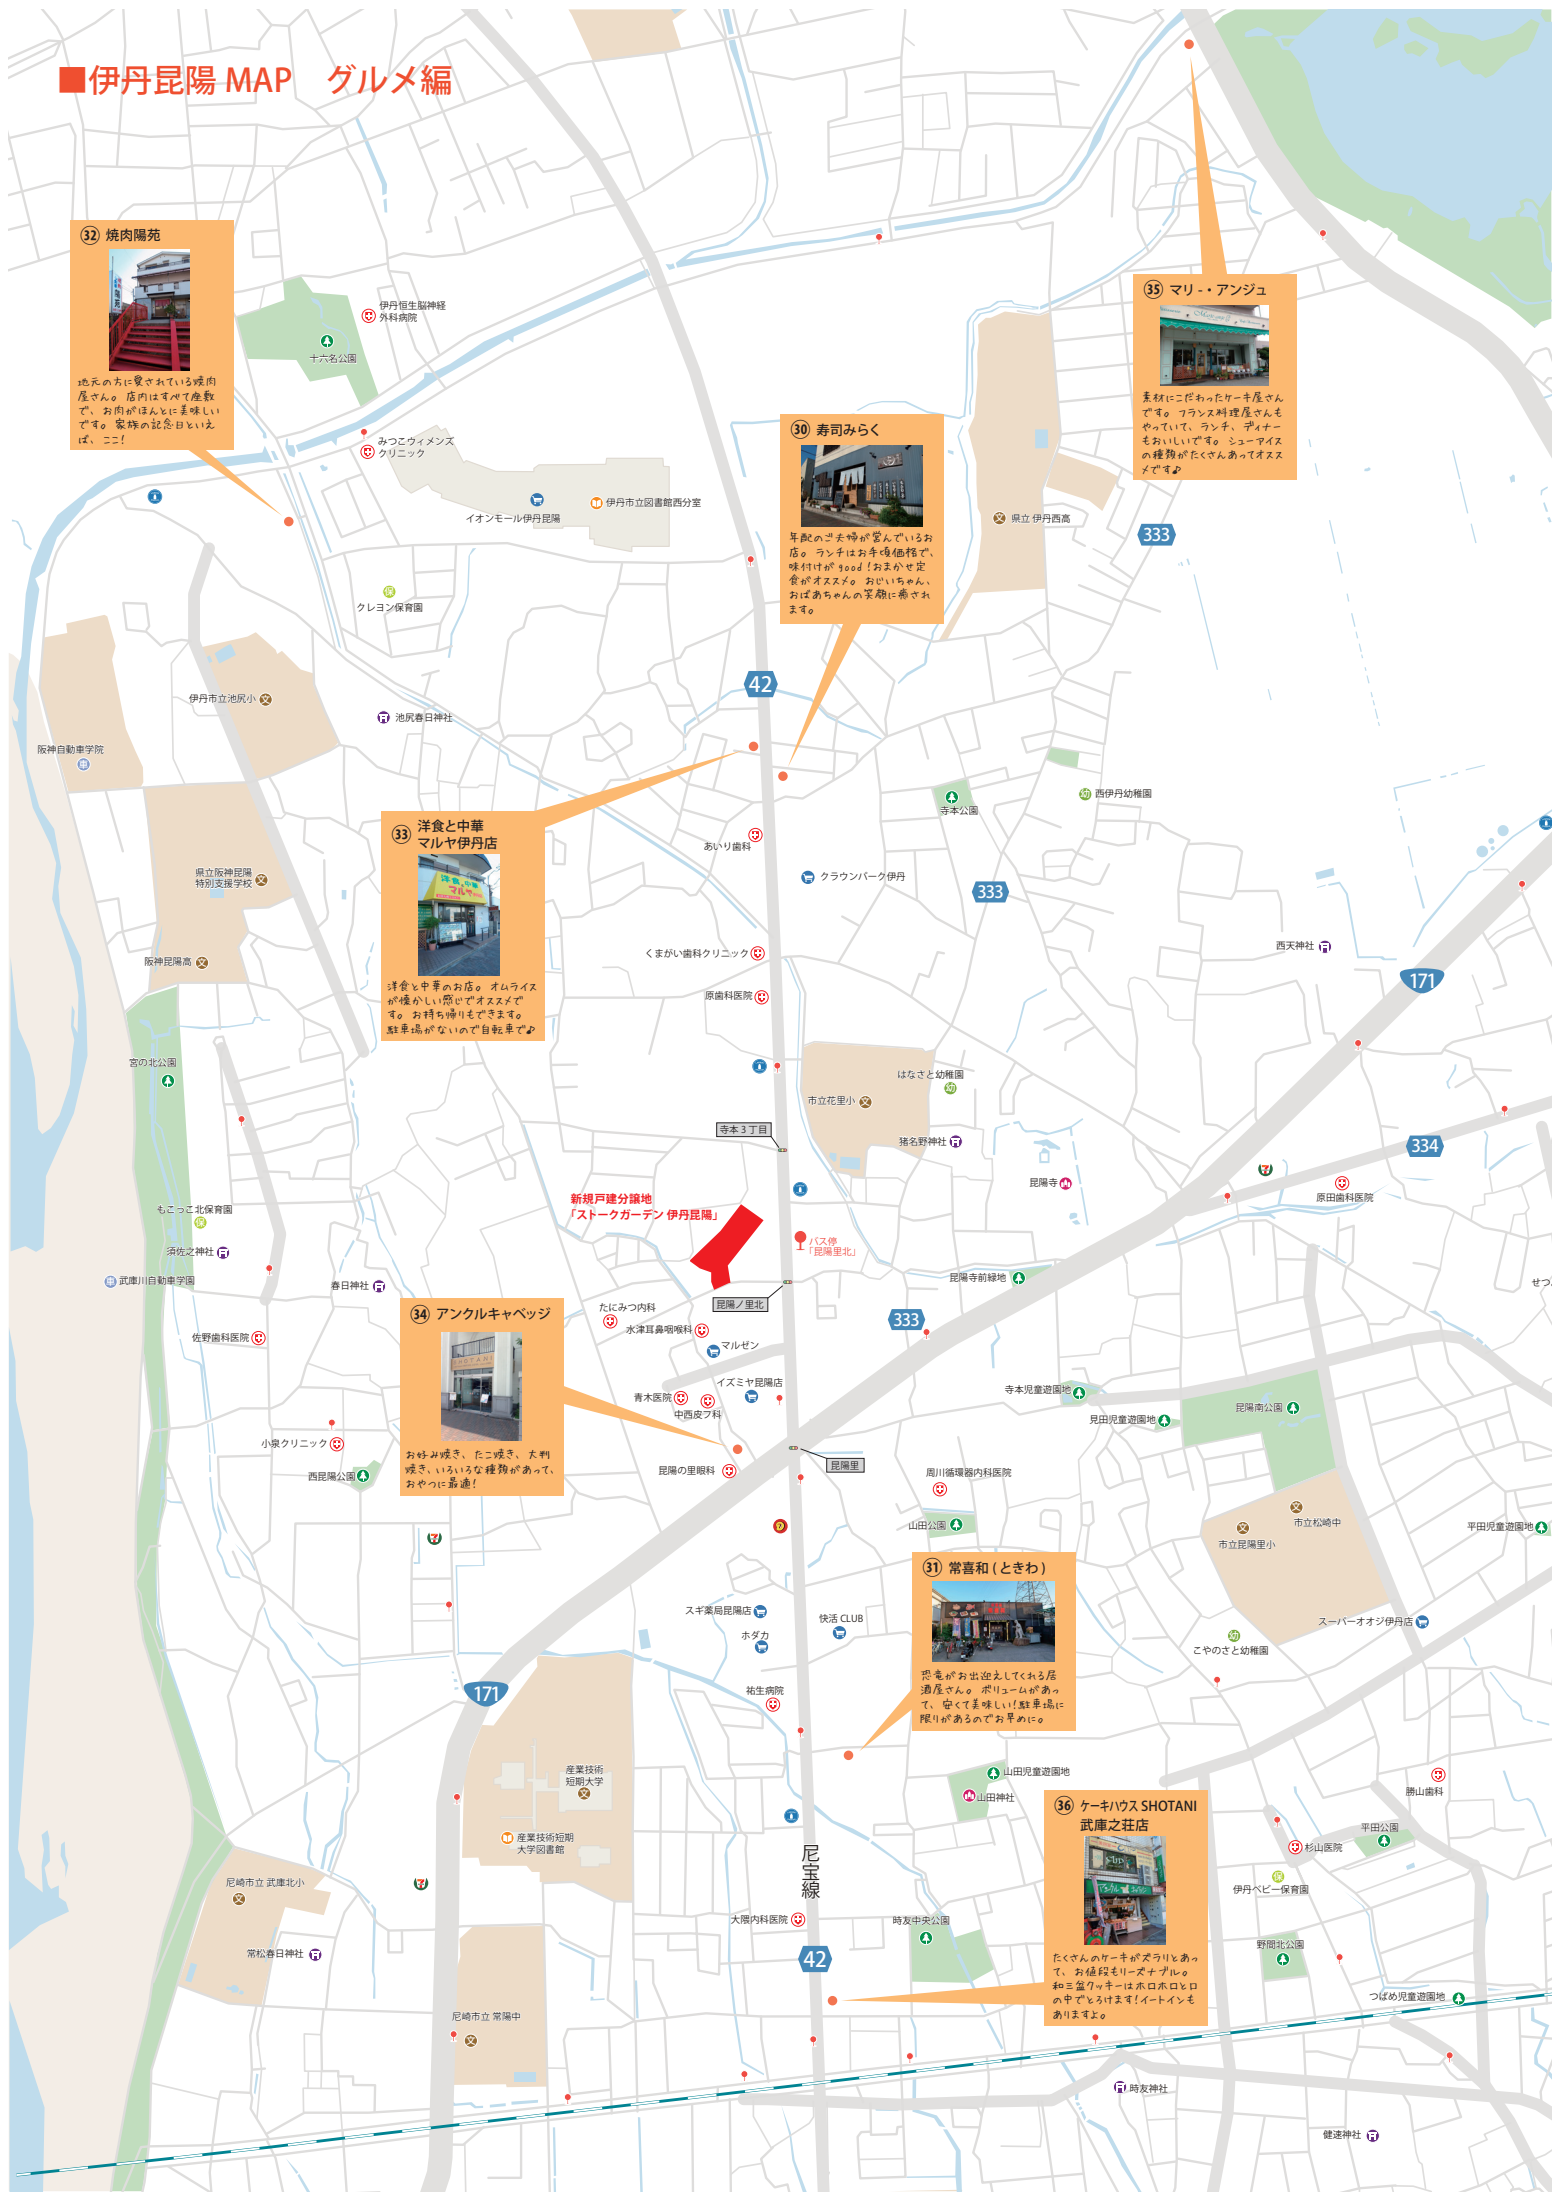 ■伊丹昆陽 MAP　グルメ編
㉜ 焼肉陽苑
地元の方に愛されている焼肉
屋さん。店内はすべて座敷
で、お肉がほんとに美味しい
です。家族の記念日といえ
ば、ここ！
伊丹恒生脳神経
外科病院
十六名公園
㉟ マリ -・アンジュ
素材にこだわったケーキ屋さん
です。フランス料理屋さんも
やっていて、ランチ、ディナー
もおいしいです。シューアイス
の種類がたくさんあってオスス
メです♪
みつこウィメンズ
クリニック
イオンモール伊丹昆陽
伊丹市立図書館西分室
㉚ 寿司みらく
年配のご夫婦が営んでいるお
店。ランチはお手頃価格で、
味付けが good！おまかせ定
食がオススメ。おじいちゃん、
おばあちゃんの笑顔に癒され
ます。
県立 伊丹西高
333
クレヨン保育園
42
伊丹市立池尻小
池尻春日神社
阪神自動車学院
西伊丹幼稚園
寺本公園
㉝ 洋食と中華
マルヤ伊丹店
洋食と中華
マルヤ
洋食と中華のお店。オムライス
が懐かしい感じでオススメで
す。お持ち帰りもできます。
駐車場がないので自転車で♪
あいり歯科
クラウンパーク伊丹
県立阪神昆陽
特別支援学校
333
くまがい歯科クリニック
西天神社
阪神昆陽高
171
原歯科医院
宮の北公園
はなさと幼稚園
市立花里小
寺本 3 丁目
猪名野神社
334
昆陽寺
原田歯科医院
新規戸建分譲地
「ストークガーデン 伊丹昆陽」
もこっこ北保育園
バス停
「昆陽里北」
須佐之神社
武庫川自動車学園
春日神社
昆陽寺前緑地
せつ
昆陽ノ里北
㉞ アンクルキャベッジ
SHOTANI
お好み焼き、たこ焼き、大判
焼き、いろいろな種類があって、
おやつに最適！
たにみつ内科
水津耳鼻咽喉科
333
佐野歯科医院
マルゼン
イズミヤ昆陽店
青木医院
中西皮フ科
寺本児童遊園地
見田児童遊園地
昆陽南公園
小泉クリニック
西昆陽公園
昆陽の里眼科
昆陽里
周川循環器内科医院
山田公園
市立松崎中
市立昆陽里小
平田児童遊園地
㉛ 常喜和 ( ときわ )
恐竜がお出迎えしてくれる居
酒屋さん。ボリュームがあっ
て、安くて美味しい！駐車場に
限りがあるのでお早めに。
スギ薬局昆陽店
快活 CLUB
ホダカ
スーパーオオジ伊丹店
こやのさと幼稚園
171
祐生病院
産業技術
短期大学
山田児童遊園地
山田神社
勝山歯科
㊱ ケーキハウス SHOTANI
武庫之荘店
たくさんのケーキがズラリとあっ
て、お値段もリーズナブル。
和三盆クッキーはホロホロと口
の中でとろけます！イートインも
ありますよ。
産業技術短期
大学図書館
尼宝線
平田公園
杉山医院
尼崎市立 武庫北小
伊丹ベビー保育園
大隈内科医院
時友中央公園
常松春日神社
42
野間北公園
つばめ児童遊園地
尼崎市立 常陽中
時友神社
健速神社